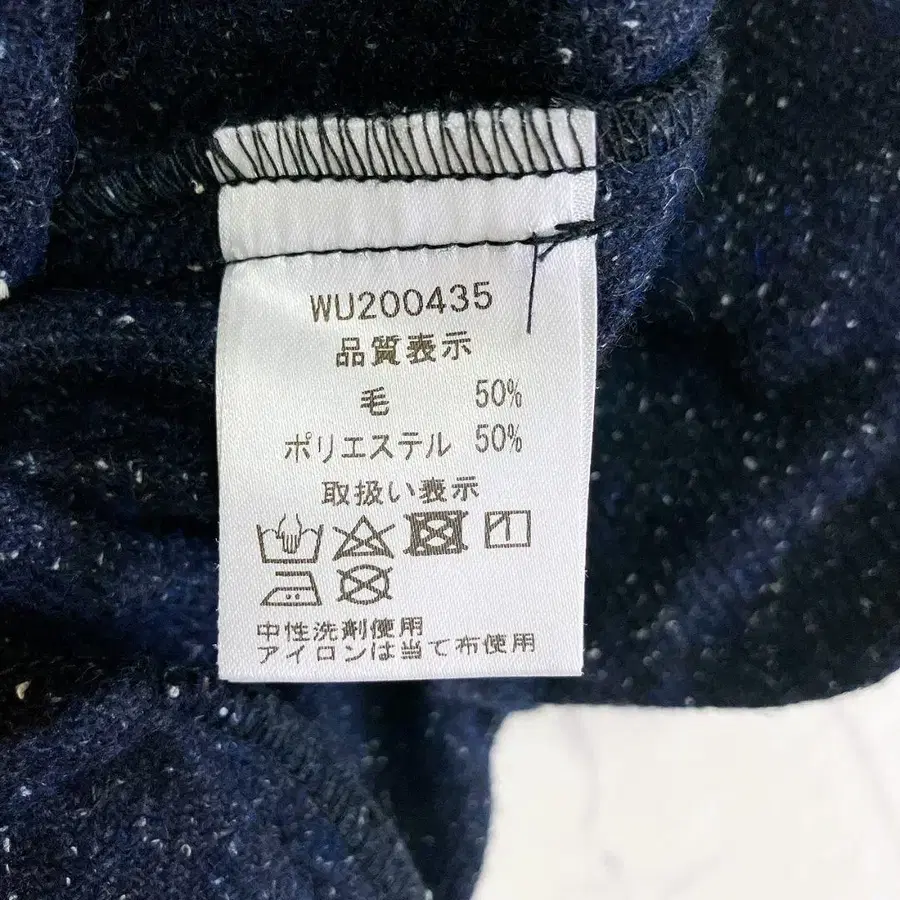 WU200435
品質表示
毛 50%
ポリエステル 50%
取扱い表示
中性洗剤使用
アイロンは当て布使用